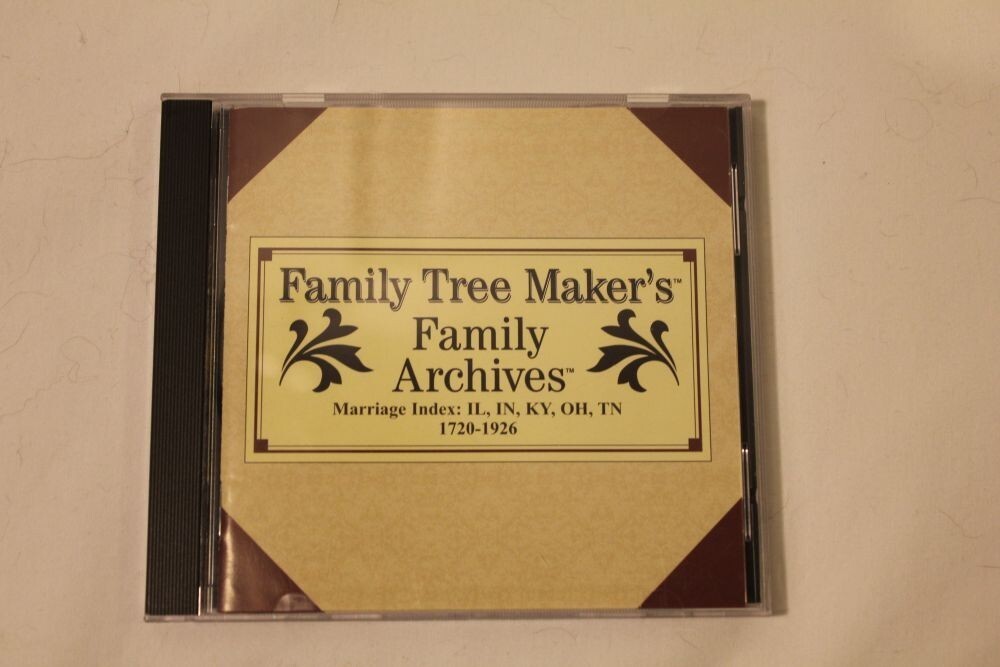 Family Tree Maker's™
Family
Archives™
Marriage Index: IL, IN, KY, OH, TN
1720-1926